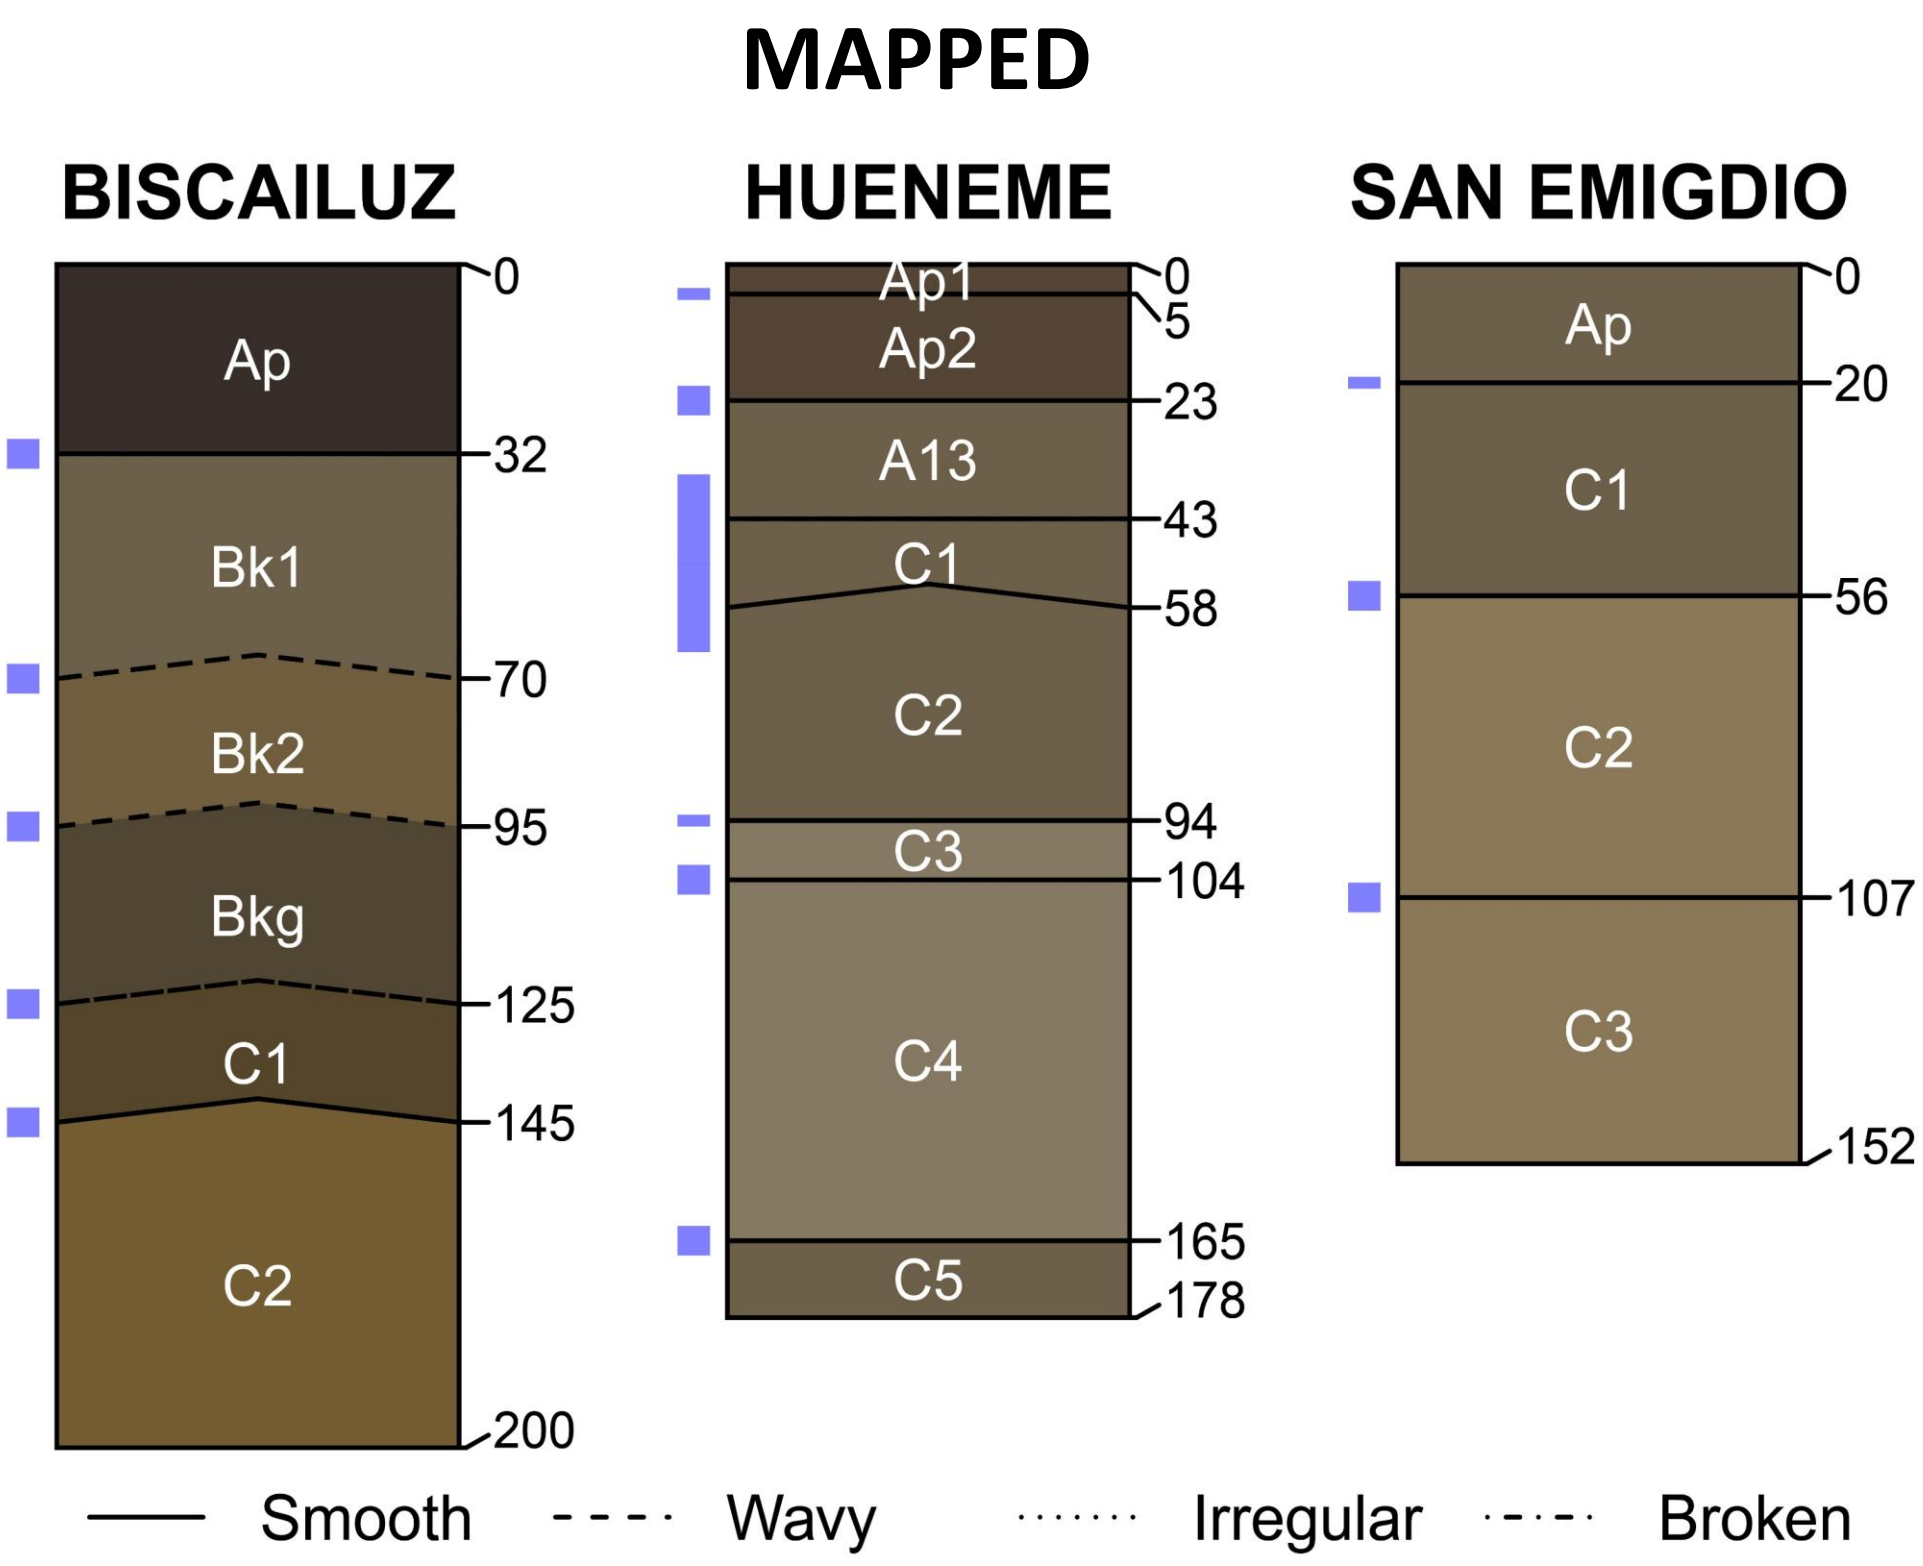 MAPPED
BISCAILUZ
0
Ap
32
Bk1
70
Bk2
95
Bkg
125
C1
145
C2
200
HUENEME
0
Ap1
5
Ap2
23
A13
43
C1
58
C2
94
C3
104
C4
165
C5
178
SAN EMIGDIO
0
Ap
20
C1
56
C2
107
C3
152
Smooth Wavy Irregular Broken